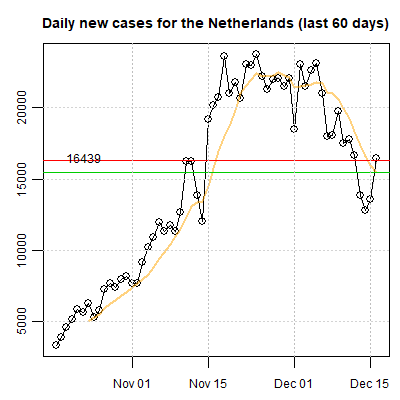 Daily new cases for the Netherlands (last 60 days)
20000
16439
15000
10000
5000
Nov 01 Nov 15 Dec 01 Dec 15